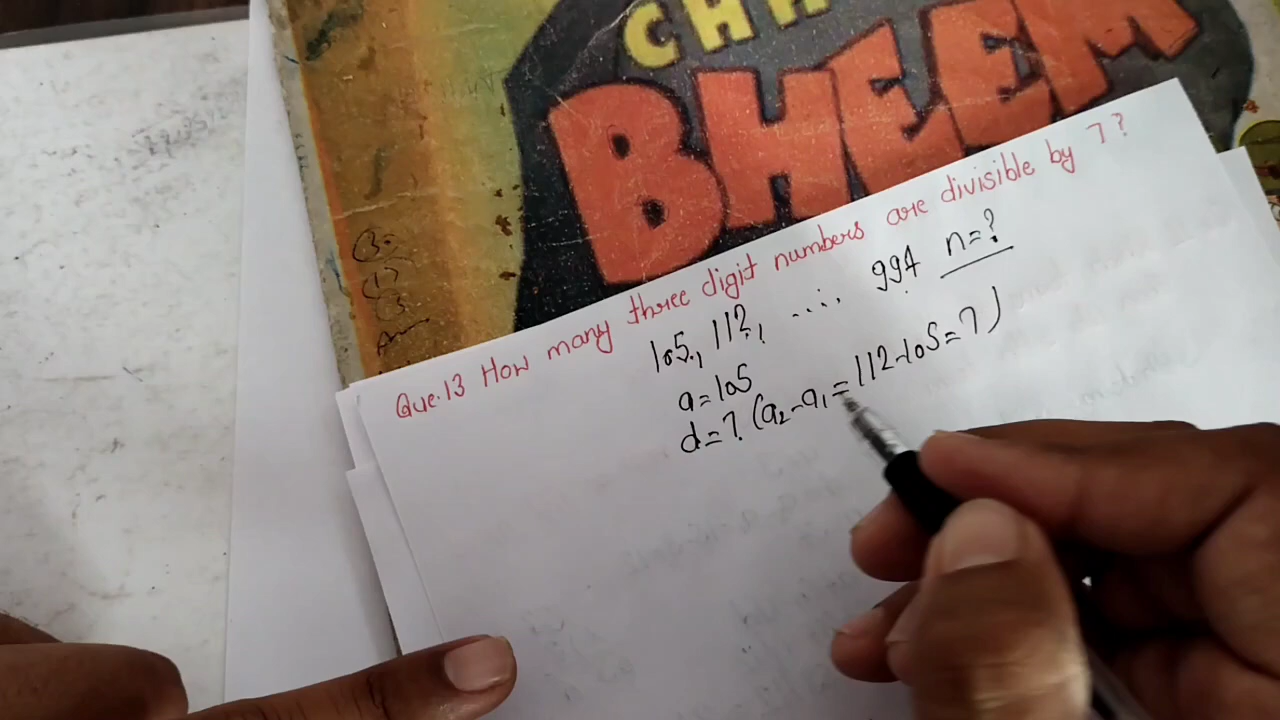 CHH
BHEEM
Que.13 How many three digit numbers are divisible by 7?
105, 112, ..... 994 n=?
a=105
d=7 (a2-a1=112-105=7)